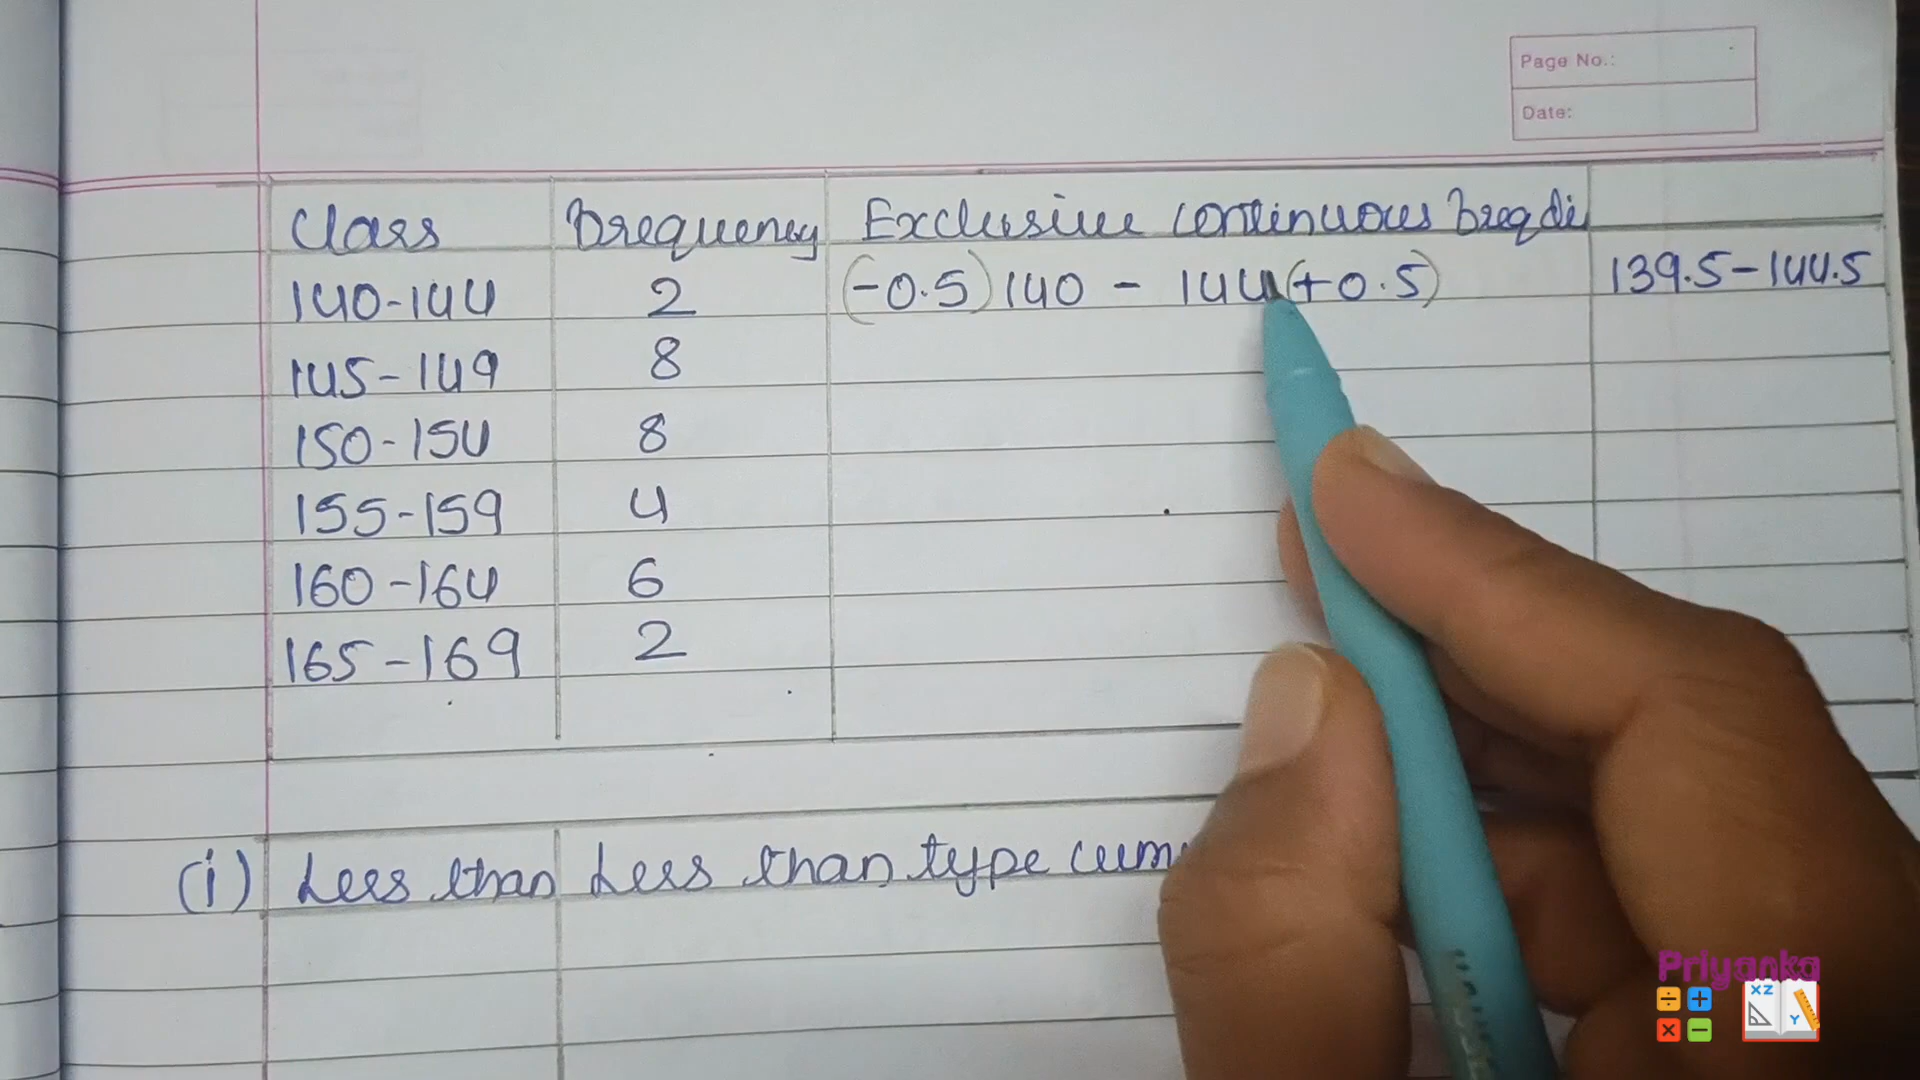 Page No.:
Date:
Class Frequency Exclusive continuous freq di
140-144 2 (-0.5) 140 - 144 (+0.5) 139.5-144.5
145-149 8
150-154 8
155-159 4
160-164 6
165-169 2
(i) Less than Less than type cum
Priyanka
XZ
Y